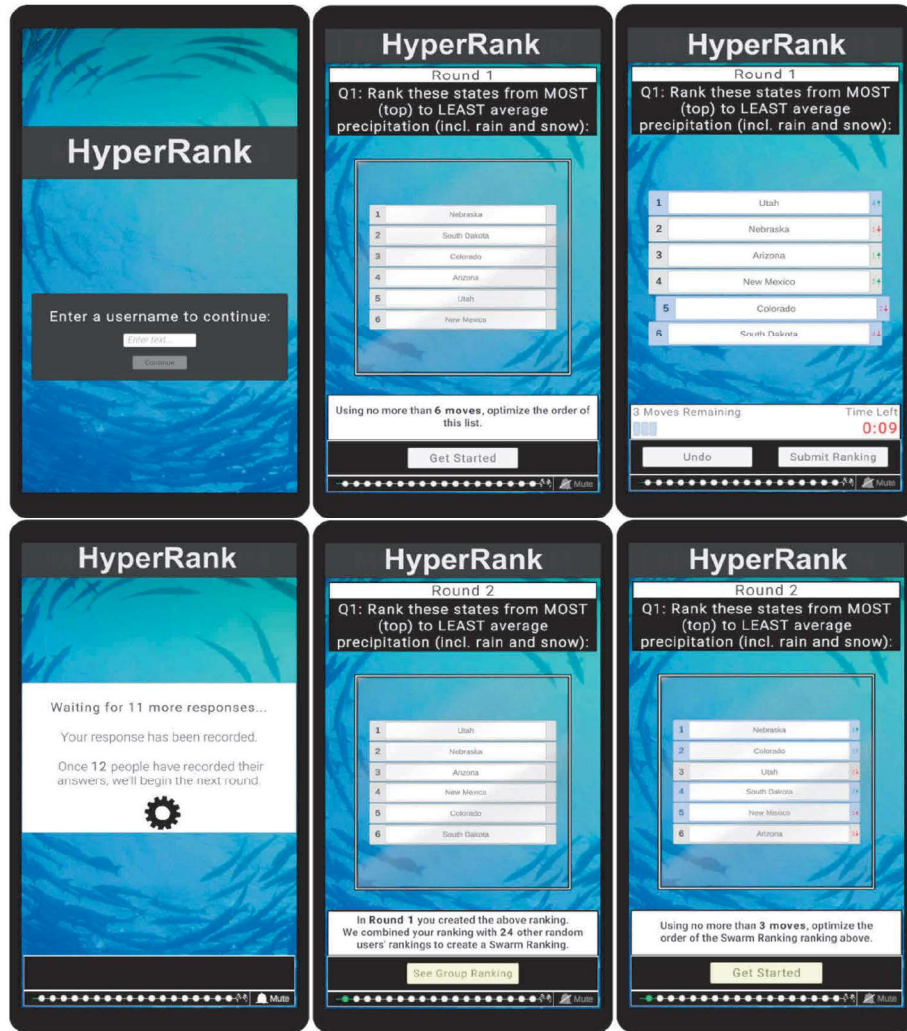 HyperRank
Enter a username to continue:
Enter text...
Continue
HyperRank
Round 1
Q1: Rank these states from MOST
(top) to LEAST average
precipitation (incl. rain and snow):
1 Nebraska
2 South Dakota
3 Colorado
4 Arizona
5 Utah
6 New Mexico
Using no more than 6 moves, optimize the order of
this list.
Get Started
Mute
HyperRank
Round 1
Q1: Rank these states from MOST
(top) to LEAST average
precipitation (incl. rain and snow):
1 Utah
2 Nebraska
3 Arizona
4 New Mexico
5 Colorado
6 South Dakota
3 Moves Remaining Time Left
0:09
Undo Submit Ranking
Mute
HyperRank
Waiting for 11 more responses...
Your response has been recorded.
Once 12 people have recorded their
answers, we'll begin the next round.
Mute
HyperRank
Round 2
Q1: Rank these states from MOST
(top) to LEAST average
precipitation (incl. rain and snow):
1 Utah
2 Nebraska
3 Arizona
4 New Mexico
5 Colorado
6 South Dakota
In Round 1 you created the above ranking.
We combined your ranking with 24 other random
users' rankings to create a Swarm Ranking.
See Group Ranking
Mute
HyperRank
Round 2
Q1: Rank these states from MOST
(top) to LEAST average
precipitation (incl. rain and snow):
1 Nebraska
2 Colorado
3 Utah
4 South Dakota
5 New Mexico
6 Arizona
Using no more than 3 moves, optimize the
order of the Swarm Ranking ranking above.
Get Started
Mute